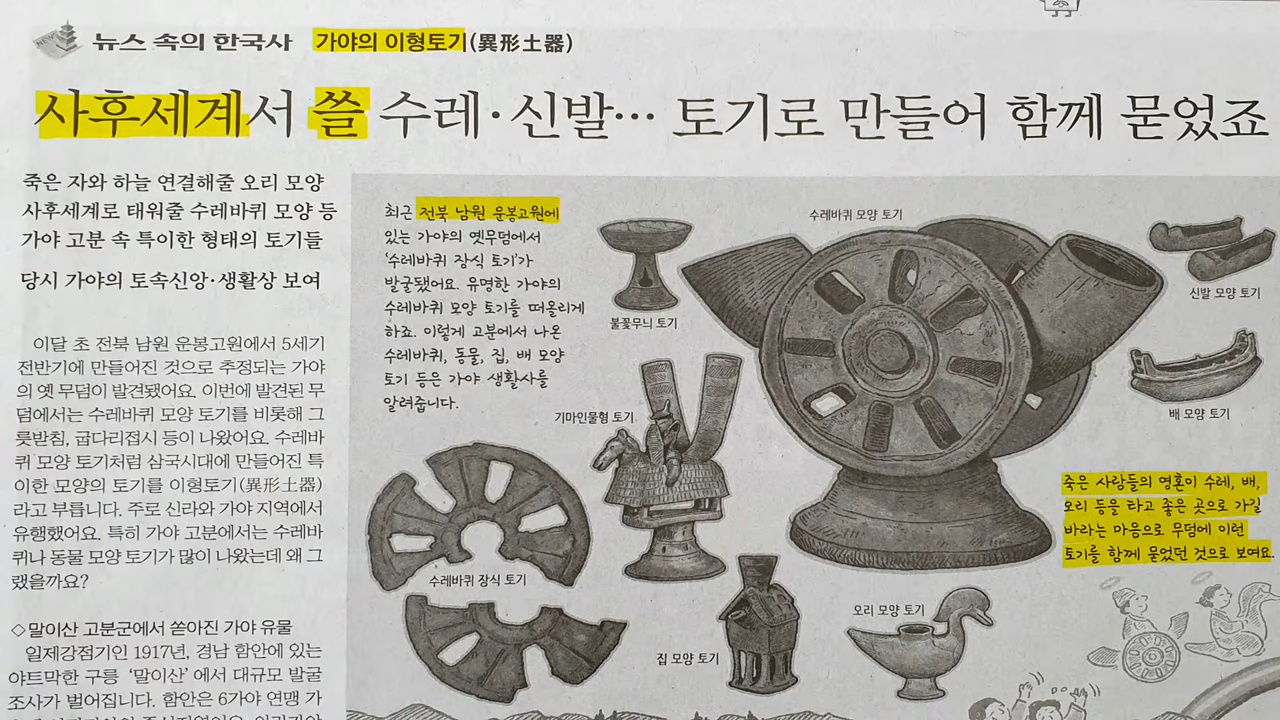 뉴스 속의 한국사 가야의 이형토기(異形土器)
사후세계서 쓸 수레·신발… 토기로 만들어 함께 묻었죠
죽은 자와 하늘 연결해줄 오리 모양
사후세계로 태워줄 수레바퀴 모양 등
가야 고분 속 특이한 형태의 토기들
당시 가야의 토속신앙·생활상 보여
이달 초 전북 남원 운봉고원에서 5세기
전반기에 만들어진 것으로 추정되는 가야
의 옛 무덤이 발견됐어요. 이번에 발견된 무
덤에서는 수레바퀴 모양 토기를 비롯해 그
릇받침, 굽다리접시 등이 나왔어요. 수레바
퀴 모양 토기처럼 삼국시대에 만들어진 특
이한 모양의 토기를 이형토기(異形土器)
라고 부릅니다. 주로 신라와 가야 지역에서
유행했어요. 특히 가야 고분에서는 수레바
퀴나 동물 모양 토기가 많이 나왔는데 왜 그
랬을까요?
◇말이산 고분군에서 쏟아진 가야 유물
일제강점기인 1917년, 경남 함안에 있는
야트막한 구릉 '말이산'에서 대규모 발굴
조사가 벌어집니다. 함안은 6가야 연맹 가
최근 전북 남원 운봉고원에
있는 가야의 옛무덤에서
'수레바퀴 장식 토기'가
발굴됐어요. 유명한 가야의
수레바퀴 모양 토기를 떠올리게
하죠. 이렇게 고분에서 나온
수레바퀴, 동물, 집, 배 모양
토기 등은 가야 생활사를
알려줍니다.
불꽃무늬 토기
수레바퀴 모양 토기
신발 모양 토기
배 모양 토기
기마인물형 토기
수레바퀴 장식 토기
집 모양 토기
오리 모양 토기
죽은 사람들의 영혼이 수레, 배,
오리 등을 타고 좋은 곳으로 가길
바라는 마음으로 무덤에 이런
토기를 함께 묻었던 것으로 보여요.